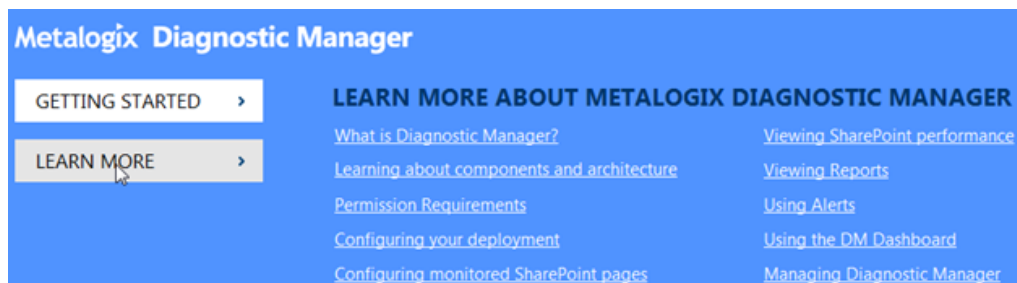 Metalogix Diagnostic Manager
GETTING STARTED >
LEARN MORE >
LEARN MORE ABOUT METALOGIX DIAGNOSTIC MANAGER
What is Diagnostic Manager?
Learning about components and architecture
Permission Requirements
Configuring your deployment
Configuring monitored SharePoint pages
Viewing SharePoint performance
Viewing Reports
Using Alerts
Using the DM Dashboard
Managing Diagnostic Manager